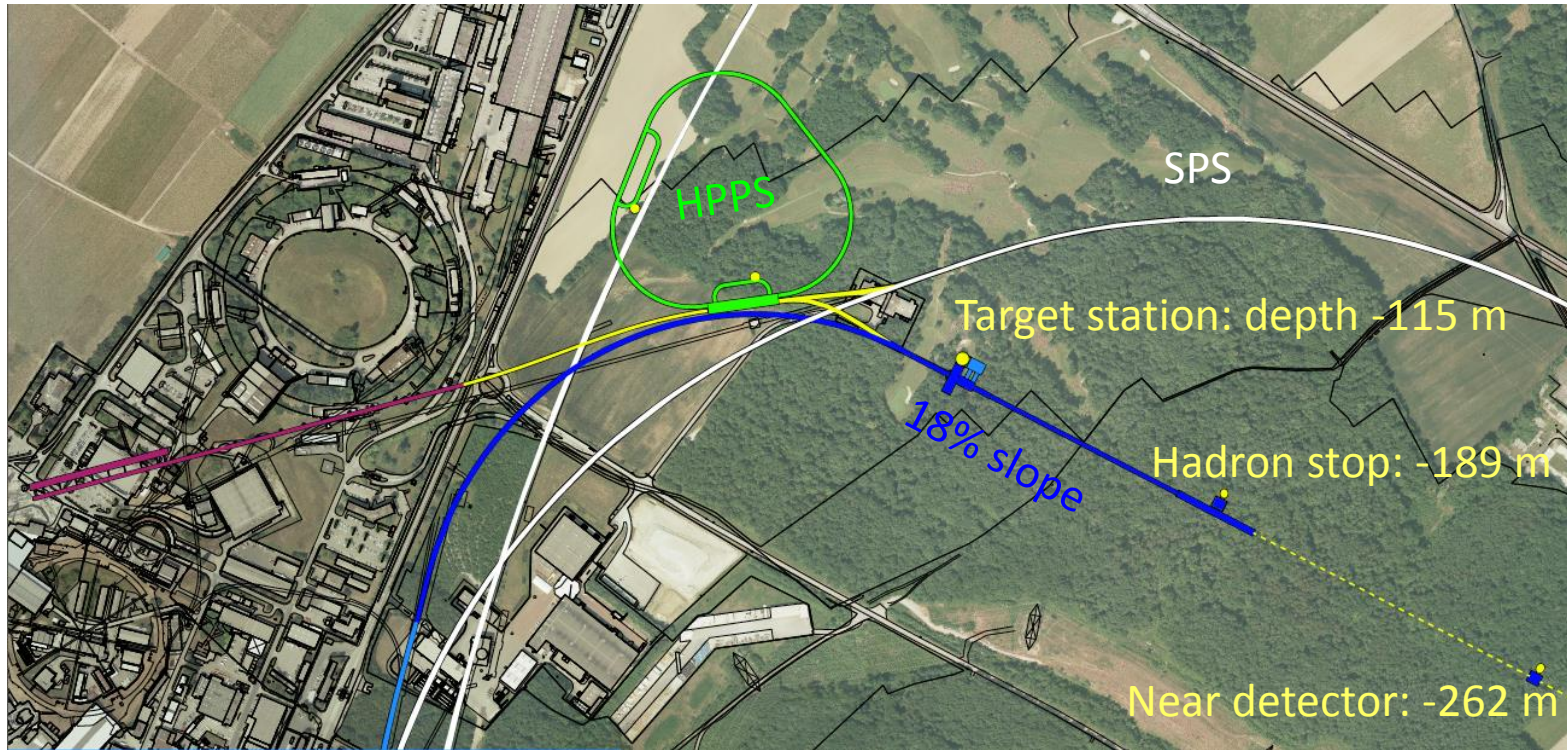 SPS
HPPS
Target station: depth -115 m
18% slope
Hadron stop: -189 m
Near detector: -262 m